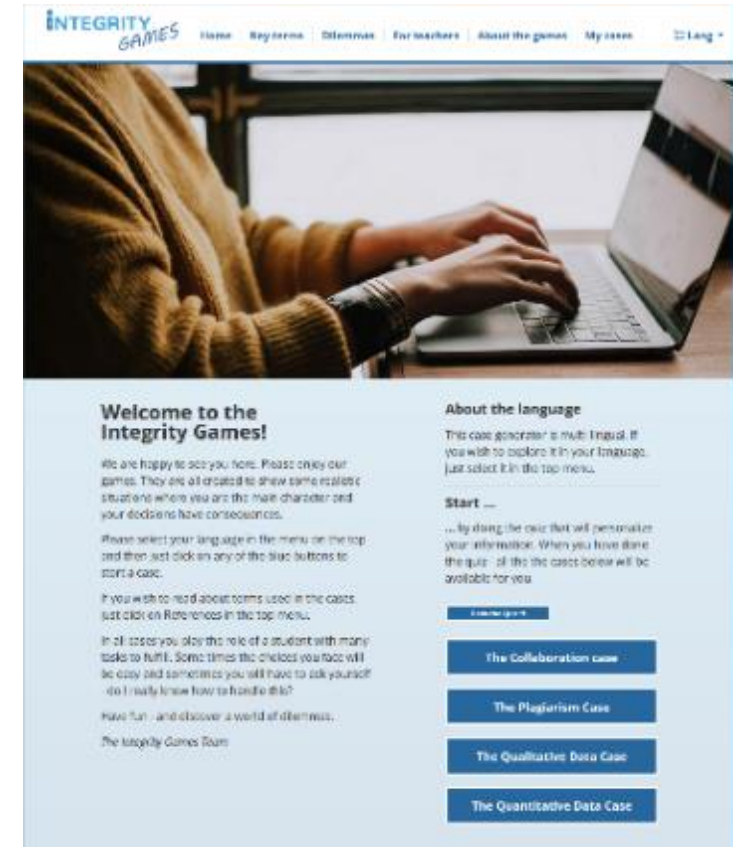 INTEGRITY
GAMES
Home Key terms Dilemmas For teachers About the games My cases Lang
Welcome to the
Integrity Games!
We are happy to see you here. Please enjoy our
games. They are all created to show some realistic
situations where you are the main character and
your decisions have consequences.
Please select your language in the menu on the top
and then just click on any of the blue buttons to
start a case.
If you wish to read about terms used in the cases,
just click on References in the top menu.
In all cases you play the role of a student with many
tasks to fulfill. Some times the choices you face will
be easy and sometimes you will have to ask yourself
- do I really know how to handle this?
Have fun - and discover a world of dilemmas.
The Integrity Games Team
About the language
This case generator is multi lingual. If
you wish to explore it in your language,
just select it in the top menu.
Start ...
... by doing the quiz that will personalize
your information. When you have done
the quiz - all the the cases below will be
available for you
The Collaboration case
The Plagiarism Case
The Qualitative Data Case
The Quantitative Data Case